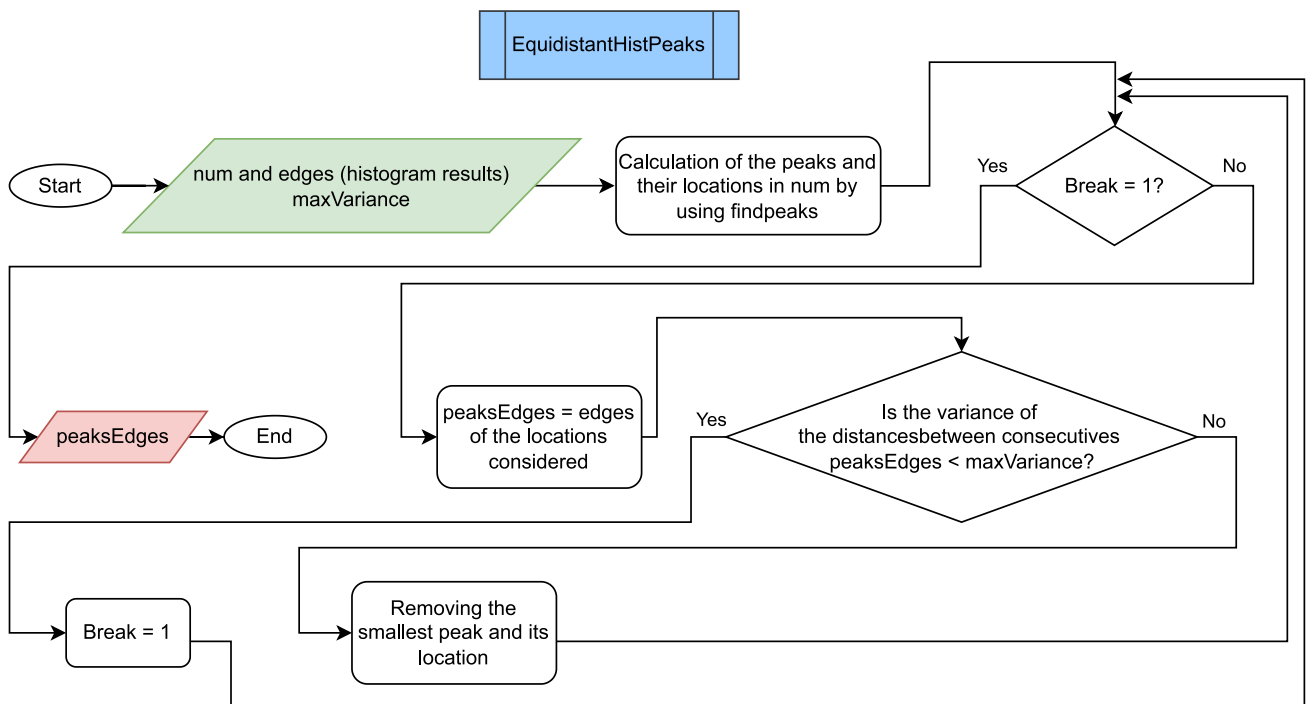 EquidistantHistPeaks
Start
num and edges (histogram results)
maxVariance
Calculation of the peaks and
their locations in num by
using findpeaks
Yes
Break = 1?
No
peaksEdges
End
peaksEdges = edges
of the locations
considered
Yes
Is the variance of
the distancesbetween consecutives
peaksEdges < maxVariance?
No
Break = 1
Removing the
smallest peak and its
location